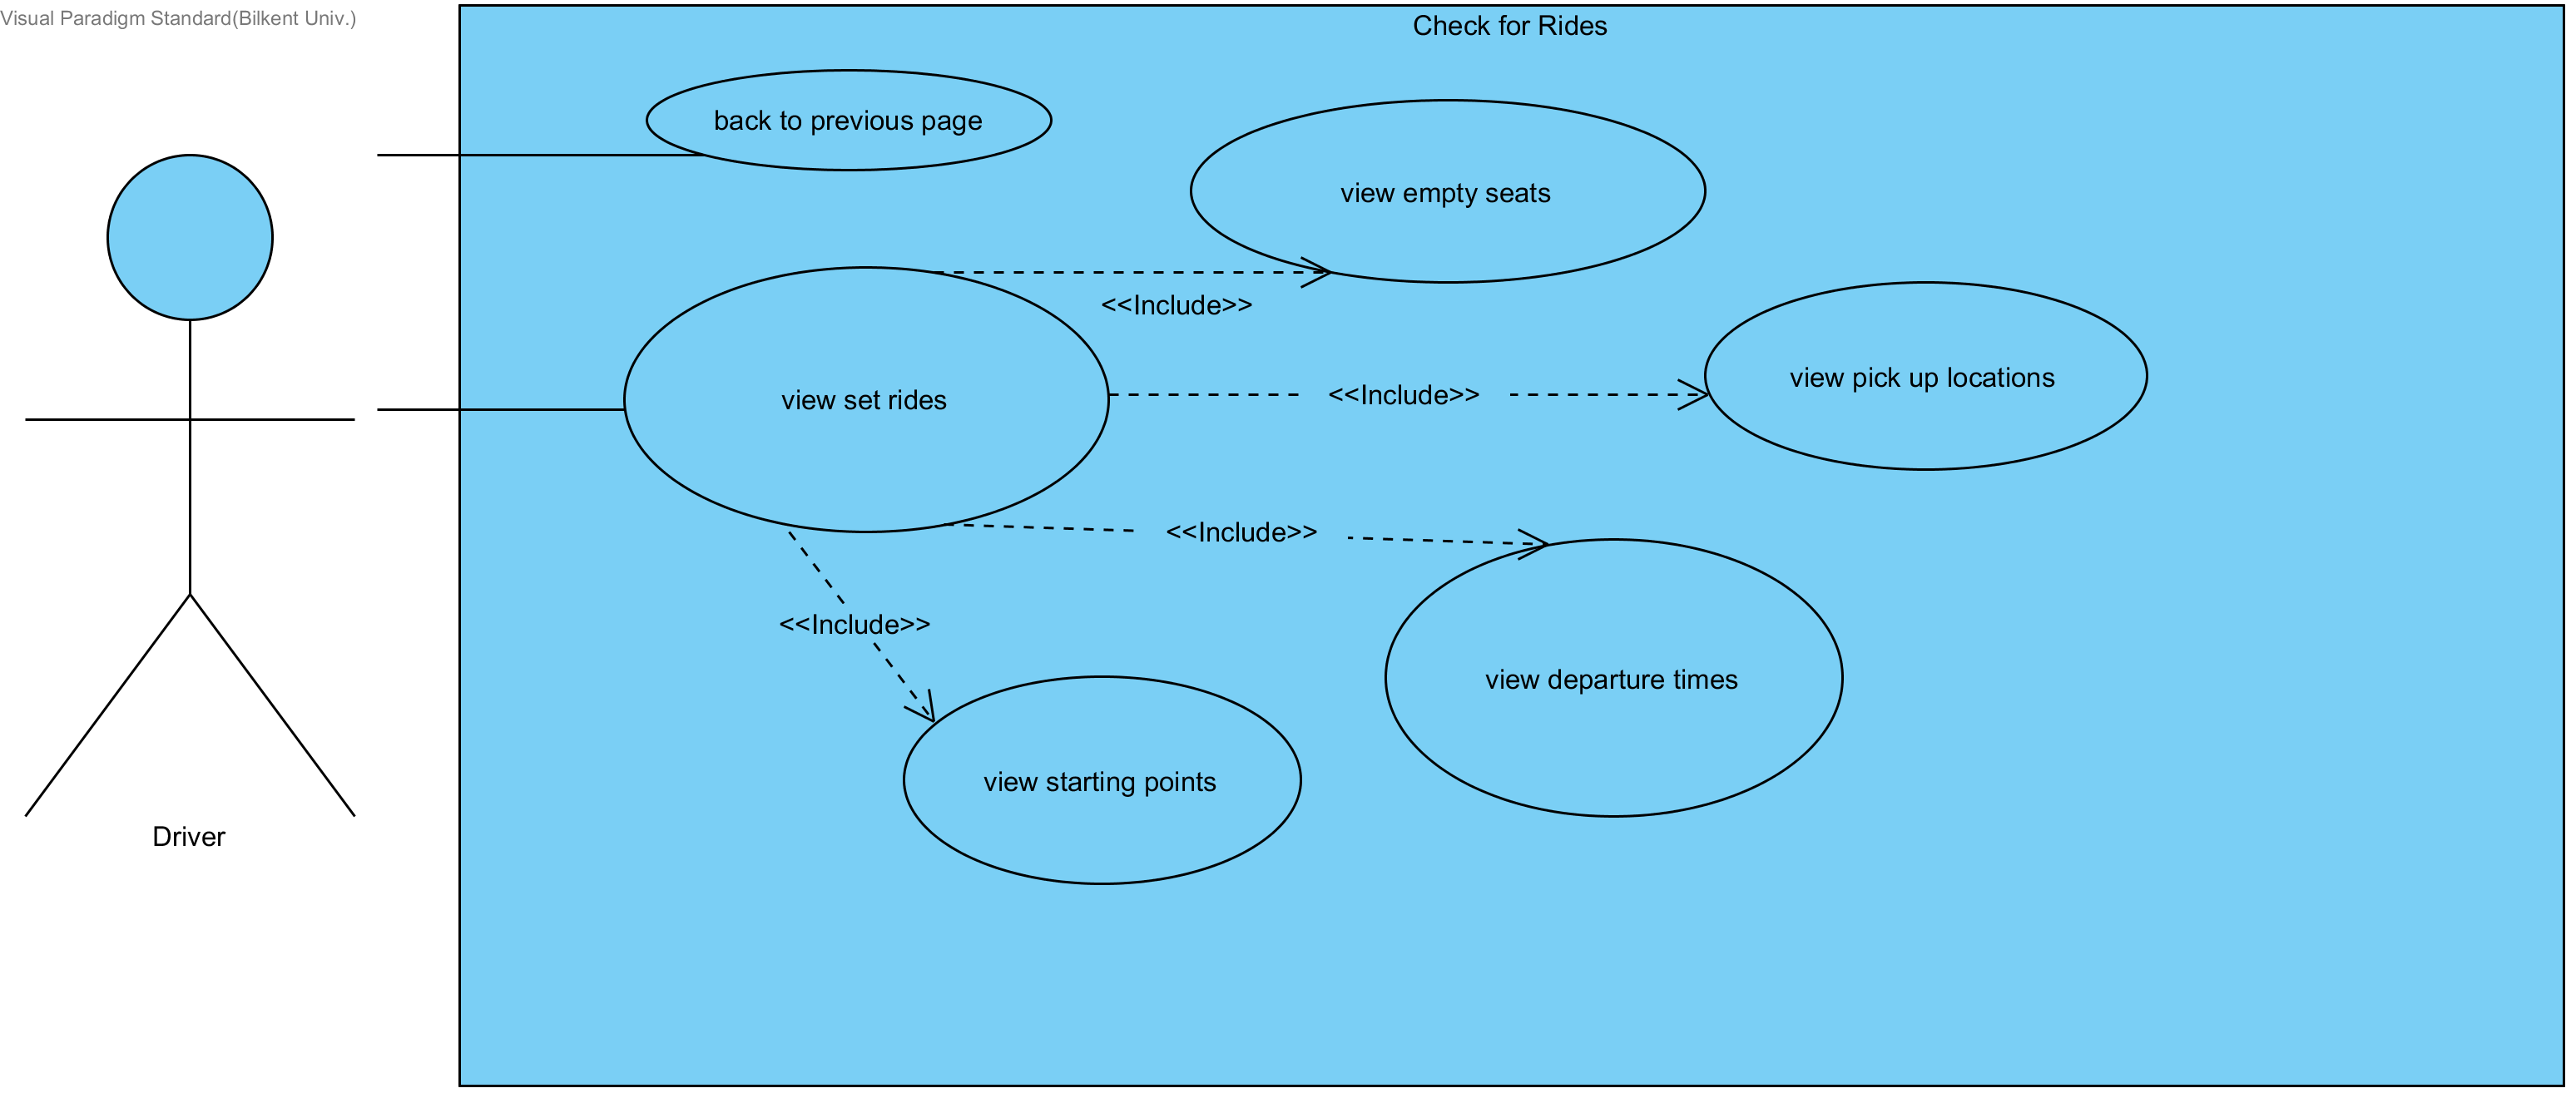 Visual Paradigm Standard(Bilkent Univ.)
Check for Rides
back to previous page
view empty seats
<<Include>>
view pick up locations
<<Include>>
view set rides
<<Include>>
<<Include>>
view departure times
view starting points
Driver